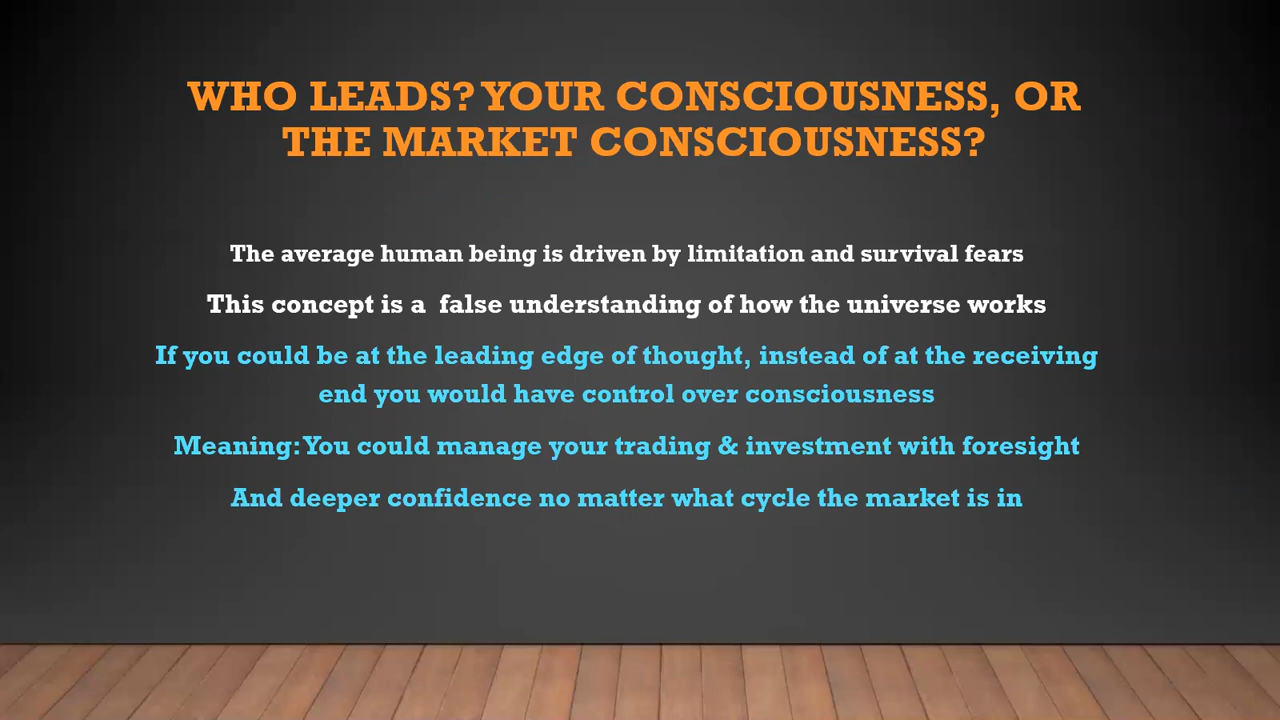 WHO LEADS? YOUR CONSCIOUSNESS, OR
THE MARKET CONSCIOUSNESS?
The average human being is driven by limitation and survival fears
This concept is a  false understanding of how the universe works
If you could be at the leading edge of thought, instead of at the receiving
end you would have control over consciousness
Meaning: You could manage your trading & investment with foresight
And deeper confidence no matter what cycle the market is in